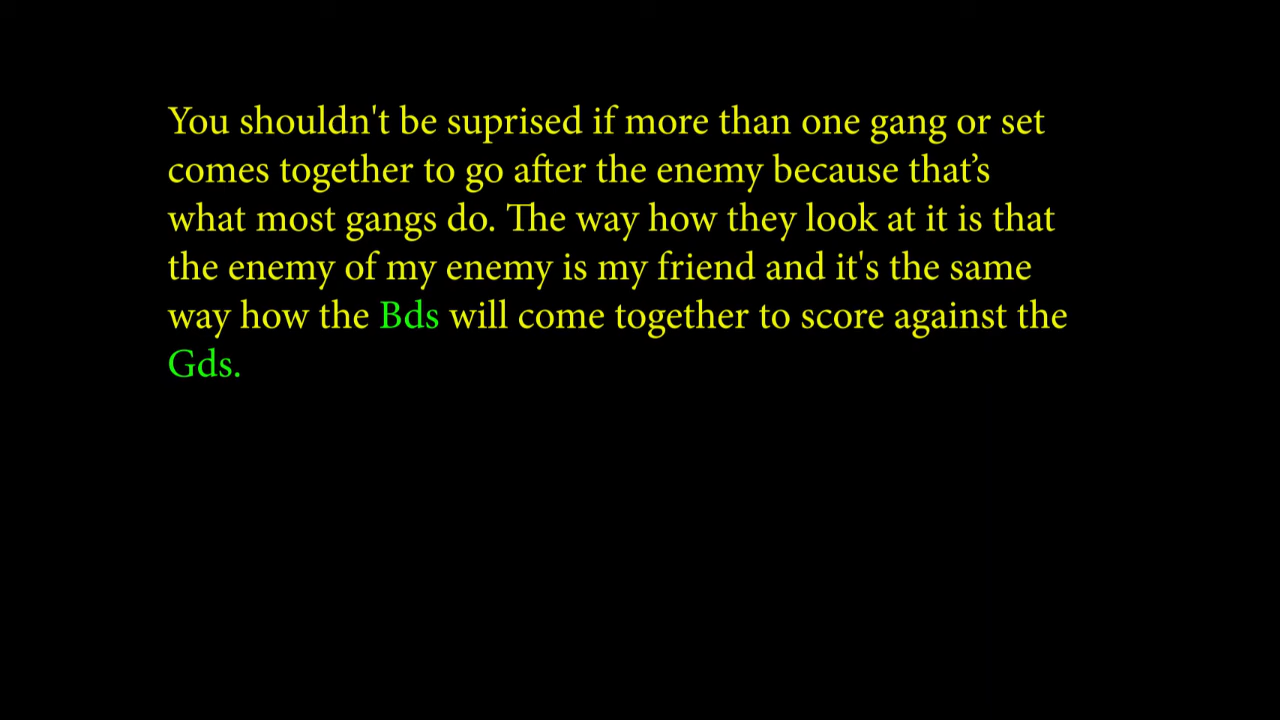 You shouldn't be suprised if more than one gang or set
comes together to go after the enemy because that’s
what most gangs do. The way how they look at it is that
the enemy of my enemy is my friend and it's the same
way how the Bds will come together to score against the
Gds.